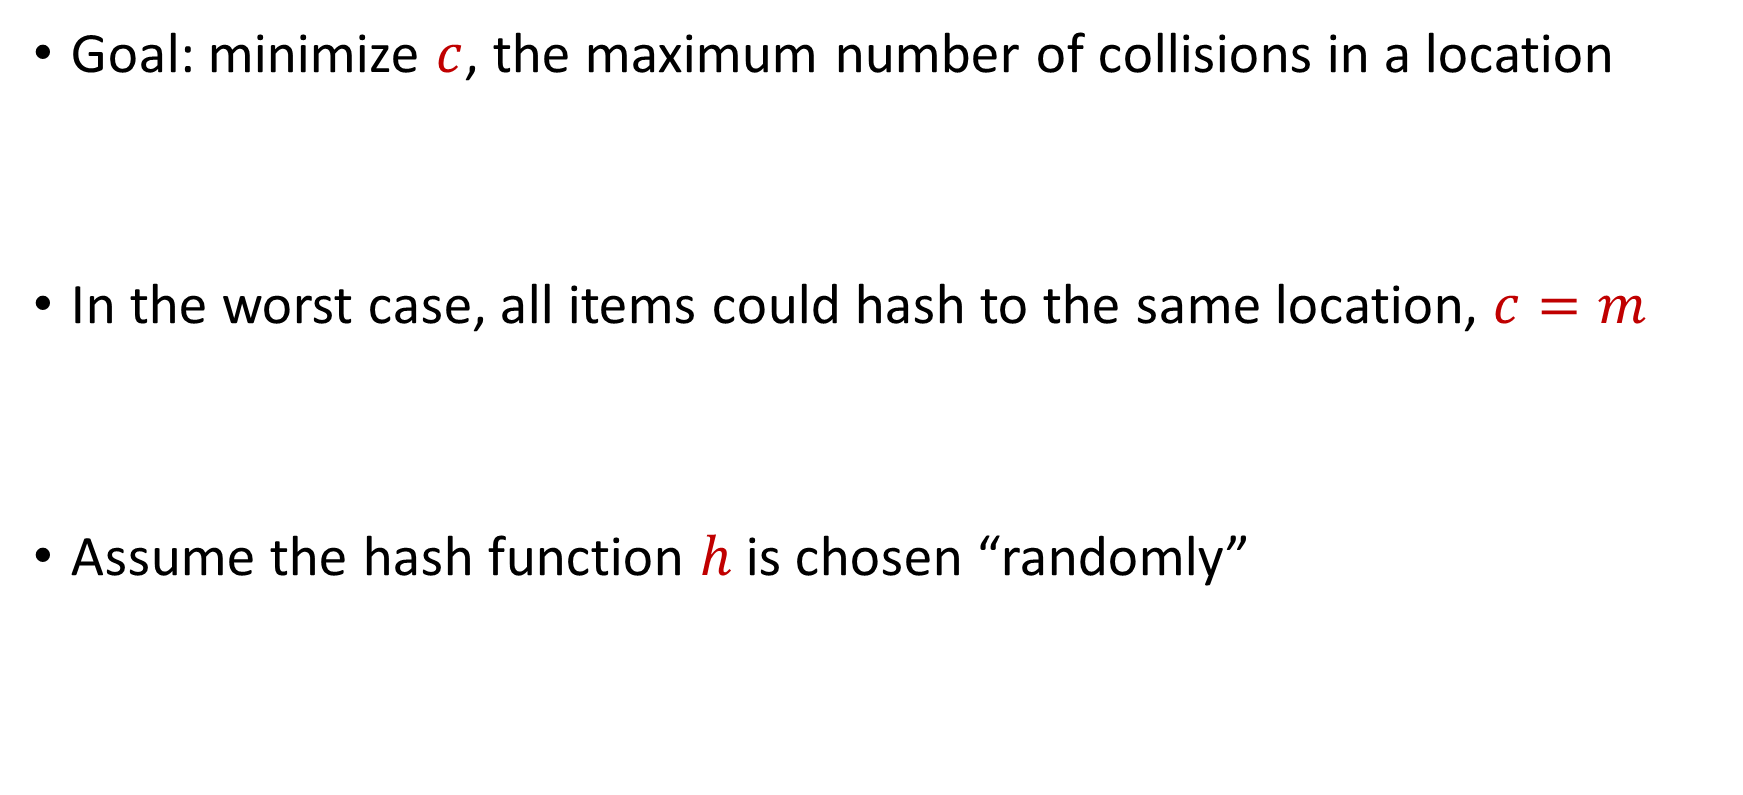 • Goal: minimize c, the maximum number of collisions in a location
• In the worst case, all items could hash to the same location, c = m
• Assume the hash function h is chosen “randomly”